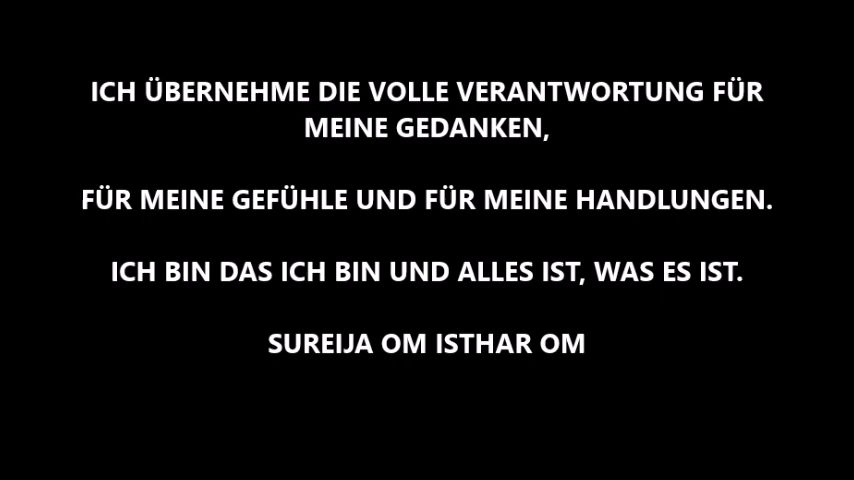 ICH ÜBERNEHME DIE VOLLE VERANTWORTUNG FÜR
MEINE GEDANKEN,
FÜR MEINE GEFÜHLE UND FÜR MEINE HANDLUNGEN.
ICH BIN DAS ICH BIN UND ALLES IST, WAS ES IST.
SUREIJA OM ISTHAR OM